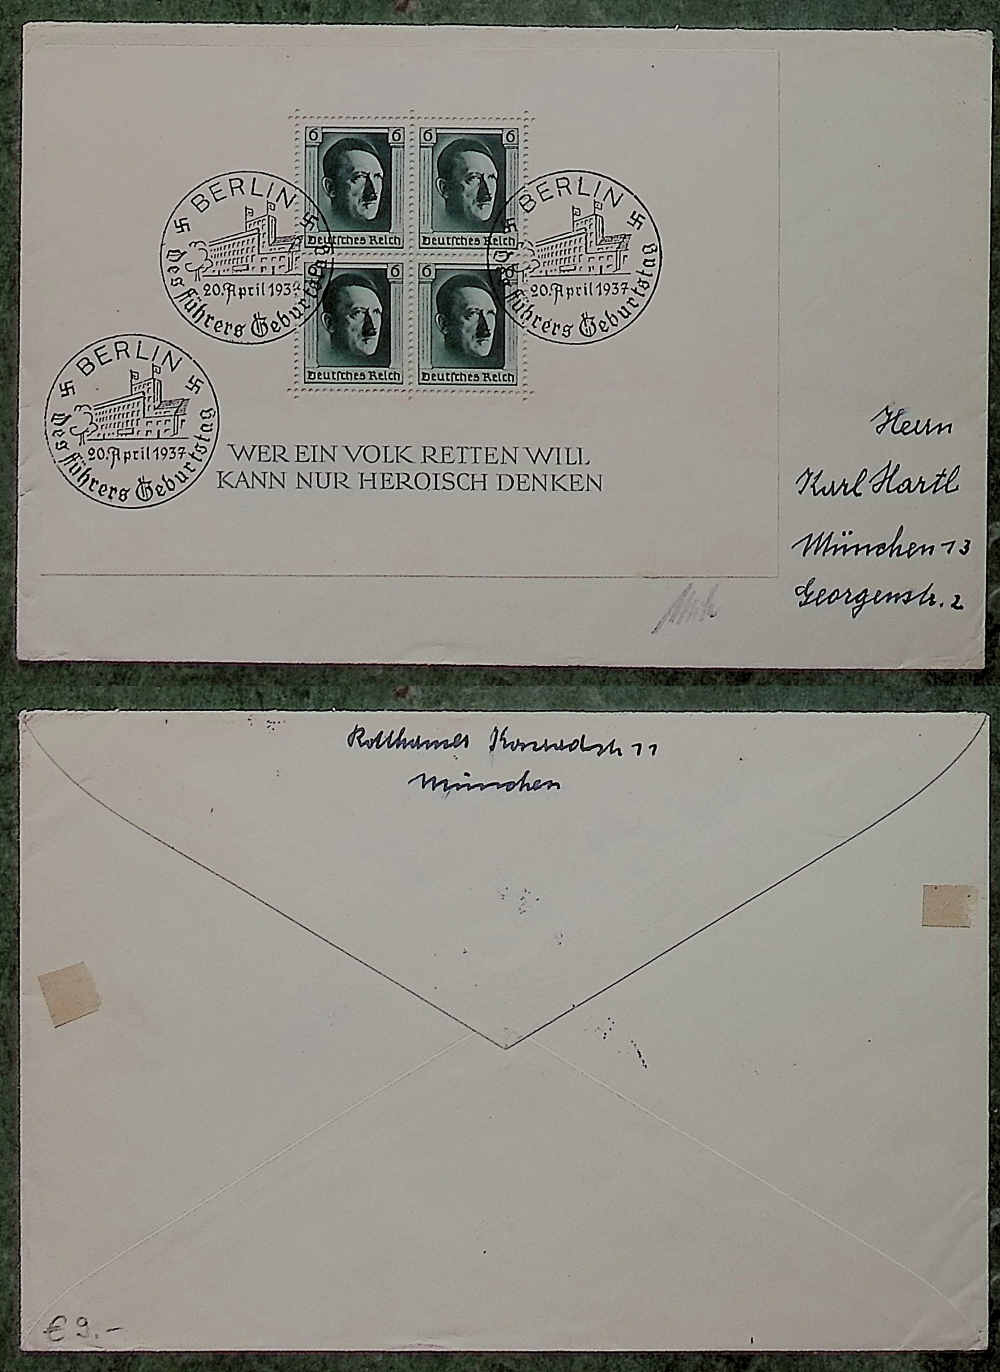 6 6 6 6
Deutsches Reich Deutsches Reich
6 6 6 6
Deutsches Reich Deutsches Reich
BERLIN
20. April 1937
Des Führers Geburtstag
BERLIN
20. April 1937
Des Führers Geburtstag
BERLIN
20. April 1937
Des Führers Geburtstag
WER EIN VOLK RETTEN WILL
KANN NUR HEROISCH DENKEN
Herrn
Karl Hartl
München 13
Georgenstr. 2
Konradstr 11
München
€ 9.-